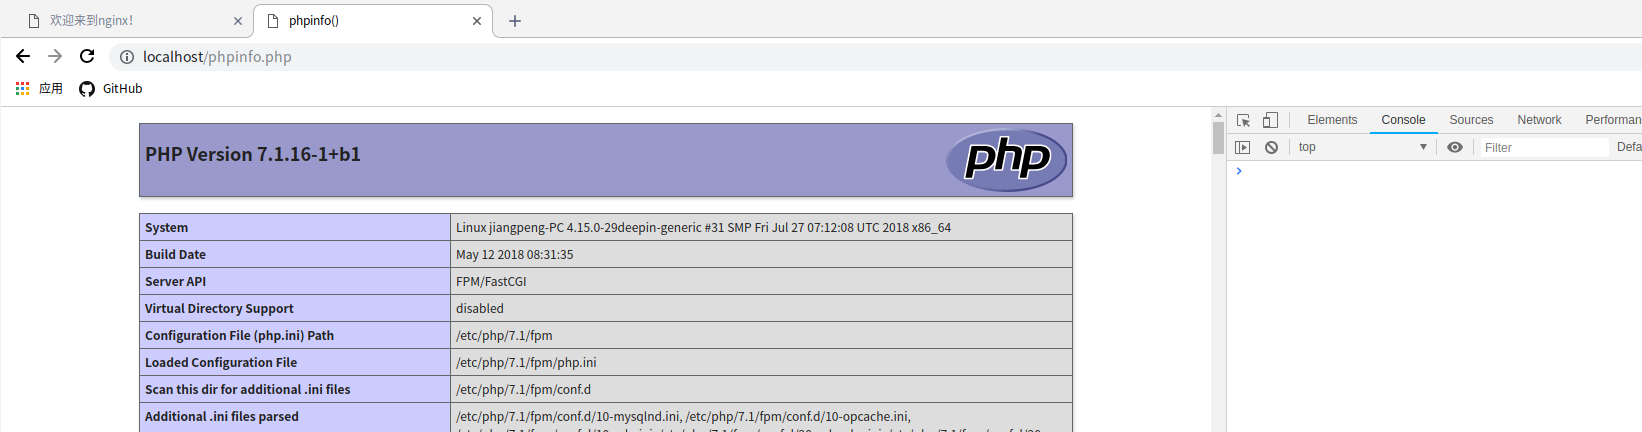 欢迎来到nginx!
phpinfo()
localhost/phpinfo.php
应用 GitHub
Elements Console Sources Network Performan
top Filter Defa
PHP Version 7.1.16-1+b1
php
System Linux jiangpeng-PC 4.15.0-29deepin-generic #31 SMP Fri Jul 27 07:12:08 UTC 2018 x86_64
Build Date May 12 2018 08:31:35
Server API FPM/FastCGI
Virtual Directory Support disabled
Configuration File (php.ini) Path /etc/php/7.1/fpm
Loaded Configuration File /etc/php/7.1/fpm/php.ini
Scan this dir for additional .ini files /etc/php/7.1/fpm/conf.d
Additional .ini files parsed /etc/php/7.1/fpm/conf.d/10-mysqlnd.ini, /etc/php/7.1/fpm/conf.d/10-opcache.ini,